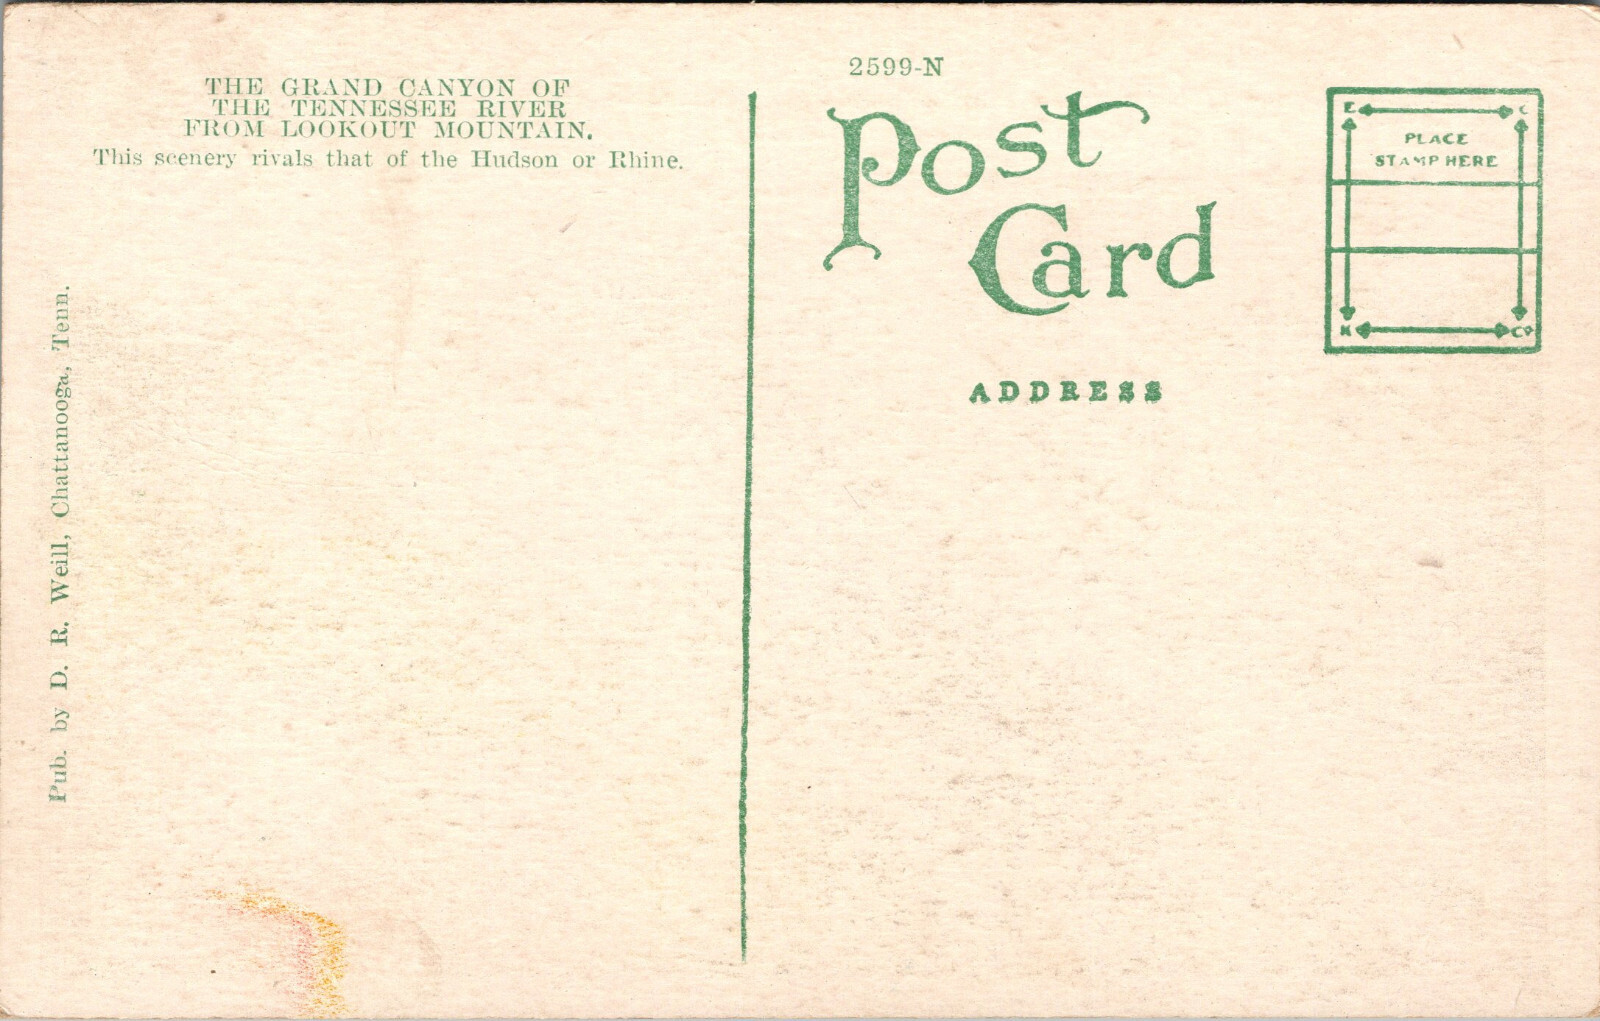 THE GRAND CANYON OF
THE TENNESSEE RIVER
FROM LOOKOUT MOUNTAIN.
This scenery rivals that of the Hudson or Rhine.
Pub. by D. R. Weill, Chattanooga, Tenn.
2599-N
Post
Card
ADDRESS
E C
PLACE
STAMP HERE
K Co